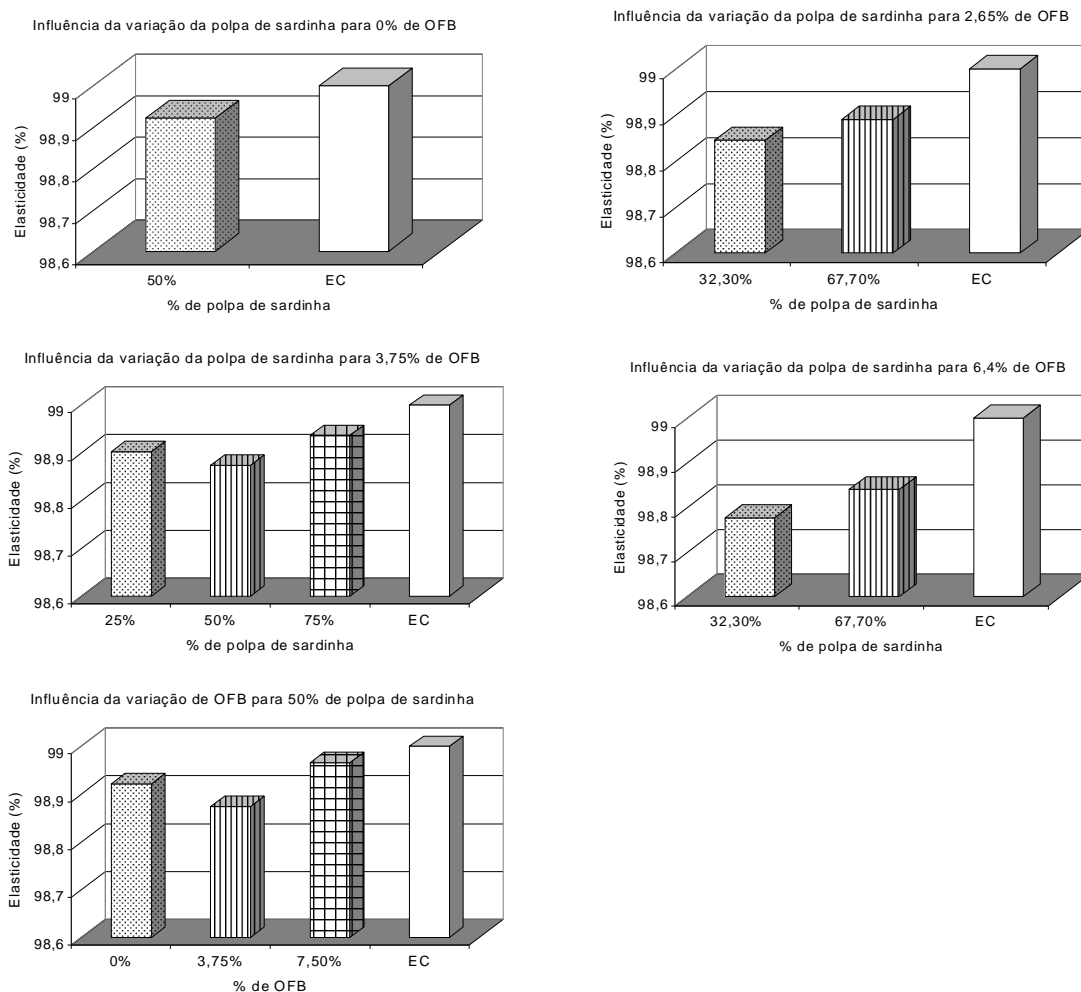 Influência da variação da polpa de sardinha para 0% de OFB
99
98,9
98,8
98,7
98,6
Elasticidade (%)
50% EC
% de polpa de sardinha
Influência da variação da polpa de sardinha para 2,65% de OFB
99
98,9
98,8
98,7
98,6
Elasticidade (%)
32,30% 67,70% EC
% de polpa de sardinha
Influência da variação da polpa de sardinha para 3,75% de OFB
99
98,9
98,8
98,7
98,6
Elasticidade (%)
25% 50% 75% EC
% de polpa de sardinha
Influência da variação da polpa de sardinha para 6,4% de OFB
99
98,9
98,8
98,7
98,6
Elasticidade (%)
32,30% 67,70% EC
% de polpa de sardinha
Influência da variação de OFB para 50% de polpa de sardinha
99
98,9
98,8
98,7
98,6
Elasticidade (%)
0% 3,75% 7,50% EC
% de OFB